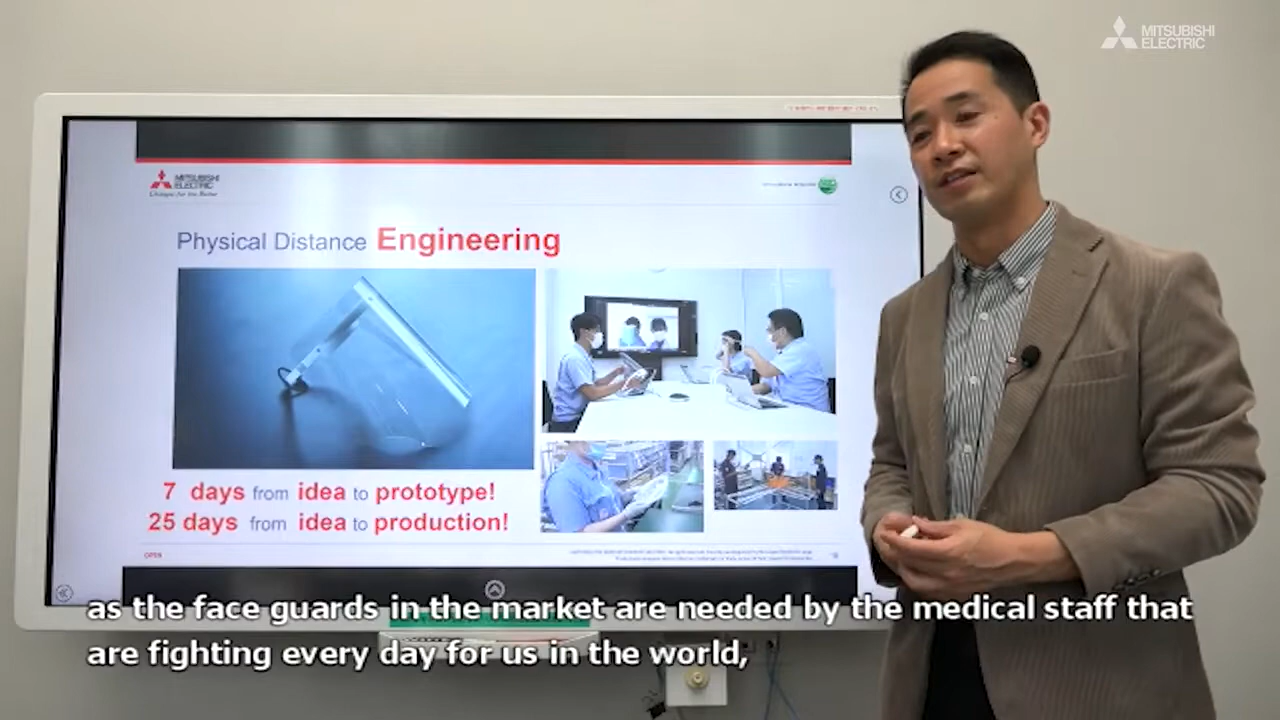 MITSUBISHI
ELECTRIC
MITSUBISHI
ELECTRIC
Changes for the Better
Physical Distance Engineering
7 days from idea to prototype!
25 days from idea to production!
OPEN
as the face guards in the market are needed by the medical staff that
are fighting every day for us in the world,